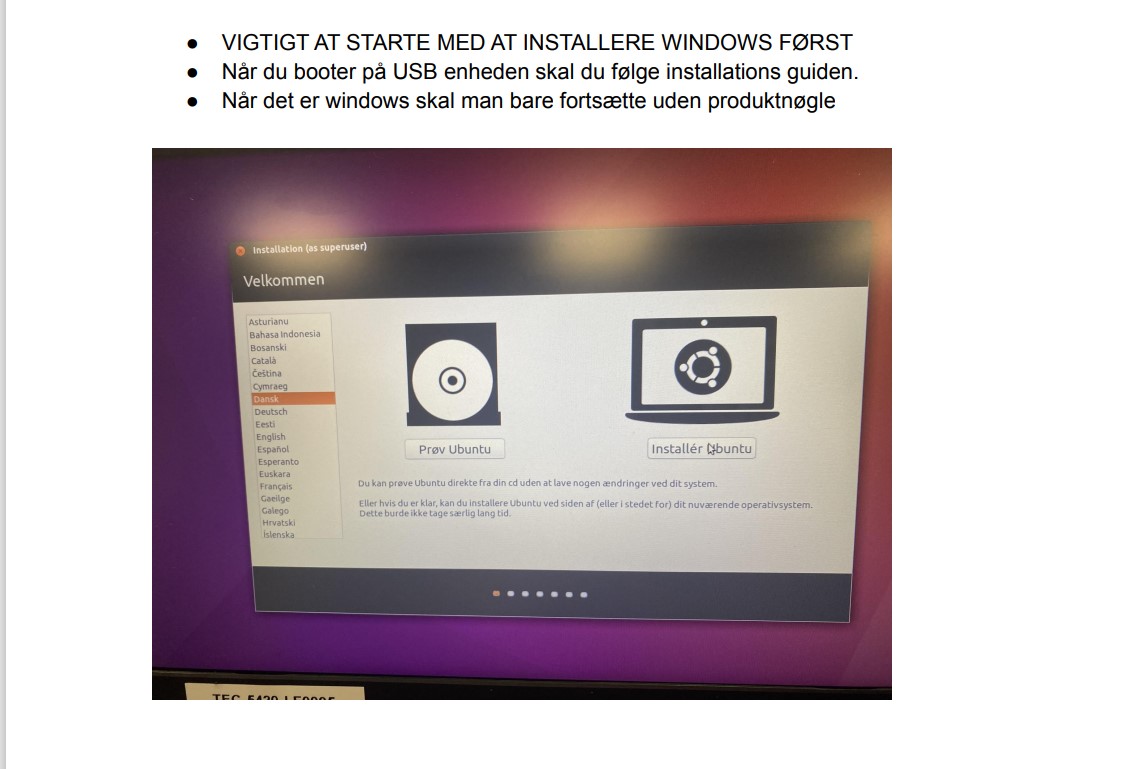 ● VIGTIGT AT STARTE MED AT INSTALLERE WINDOWS FØRST
● Når du booter på USB enheden skal du følge installations guiden.
● Når det er windows skal man bare fortsætte uden produktnøgle
Installation (as superuser)
Velkommen
Asturianu
Bahasa Indonesia
Bosanski
Català
Čeština
Cymraeg
Dansk
Deutsch
Eesti
English
Español
Esperanto
Euskara
Français
Gaeilge
Galego
Hrvatski
Íslenska
Prøv Ubuntu
Installér Ubuntu
Du kan prøve Ubuntu direkte fra din cd uden at lave nogen ændringer ved dit system.
Eller hvis du er klar, kan du installere Ubuntu ved siden af (eller i stedet for) dit nuværende operativsystem.
Dette burde ikke tage særlig lang tid.